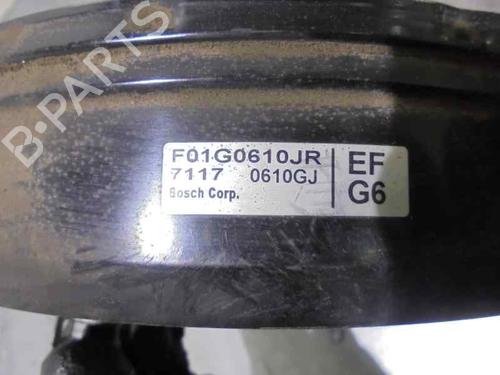 F01G0610JR
7117 0610GJ
Bosch Corp.
EF
G6
B-PARTS